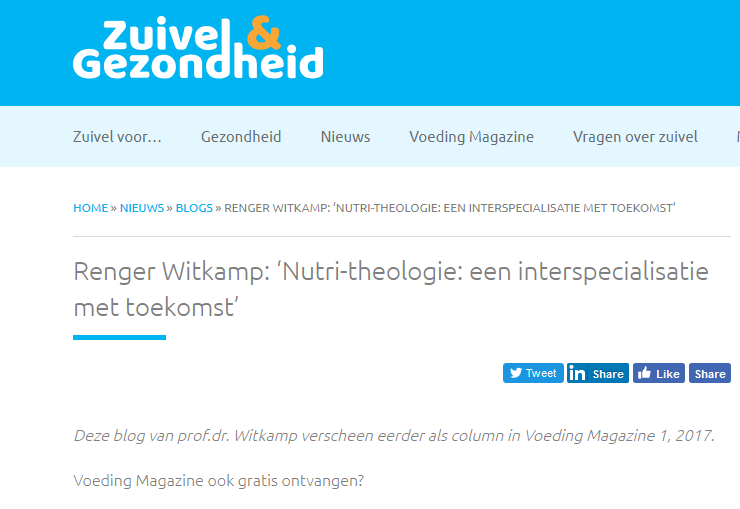 Zuivel &
Gezondheid
Zuivel voor... Gezondheid Nieuws Voeding Magazine Vragen over zuivel
HOME » NIEUWS » BLOGS » RENGER WITKAMP: ‘NUTRI-THEOLOGIE: EEN INTERSPECIALISATIE MET TOEKOMST’
Renger Witkamp: ‘Nutri-theologie: een interspecialisatie
met toekomst’
Tweet in Share Like Share
Deze blog van prof.dr. Witkamp verscheen eerder als column in Voeding Magazine 1, 2017.
Voeding Magazine ook gratis ontvangen?